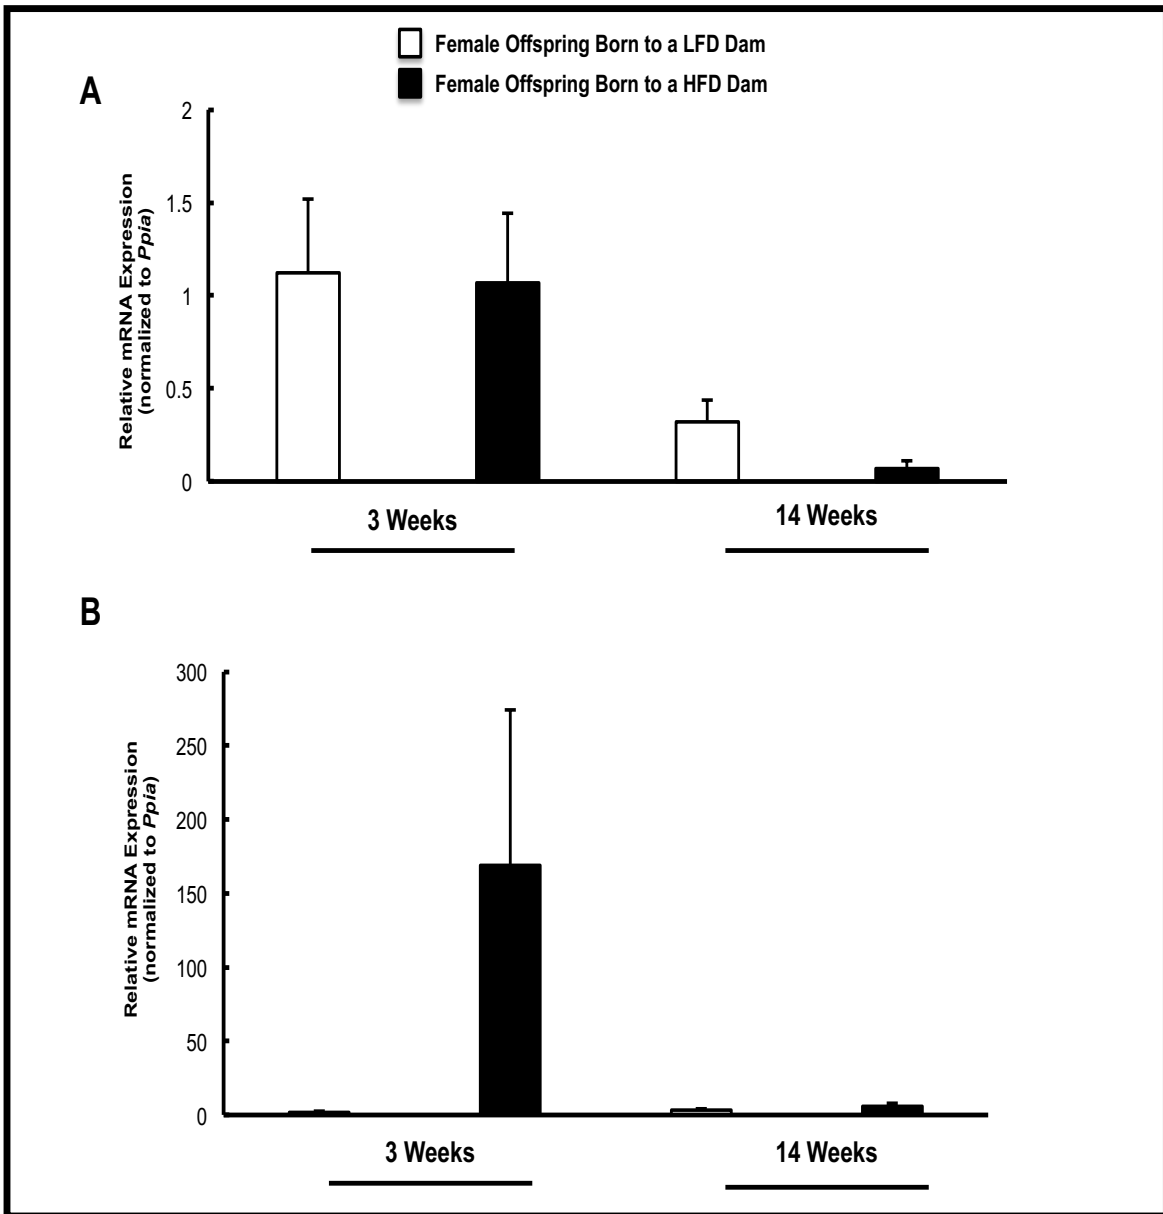 Female Offspring Born to a LFD Dam
Female Offspring Born to a HFD Dam
A
Relative mRNA Expression
(normalized to Ppia)
2
1.5
1
0.5
0
3 Weeks
14 Weeks
B
Relative mRNA Expression
(normalized to Ppia)
300
250
200
150
100
50
0
3 Weeks
14 Weeks